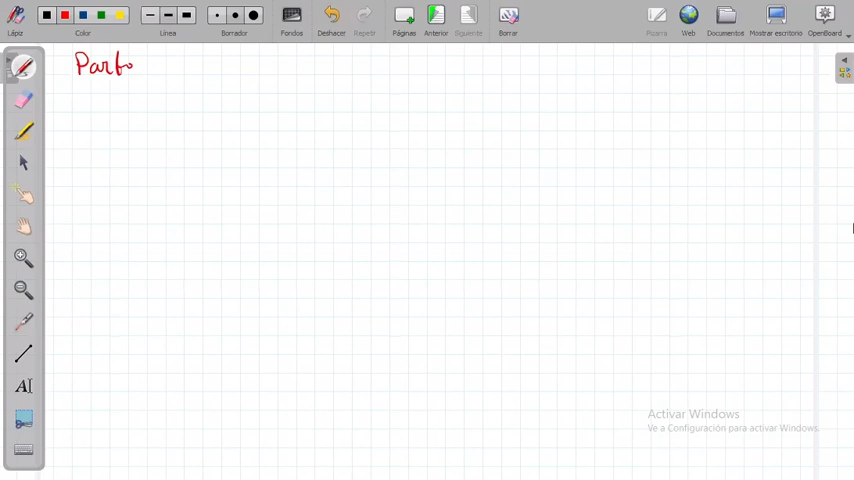 Lápiz Color Línea Borrador Fondos Deshacer Repetir Páginas Anterior Siguiente Borrar Pizarra Web Documentos Mostrar escritorio OpenBoard
Parbo
A
Activar Windows
Ve a Configuración para activar Windows.